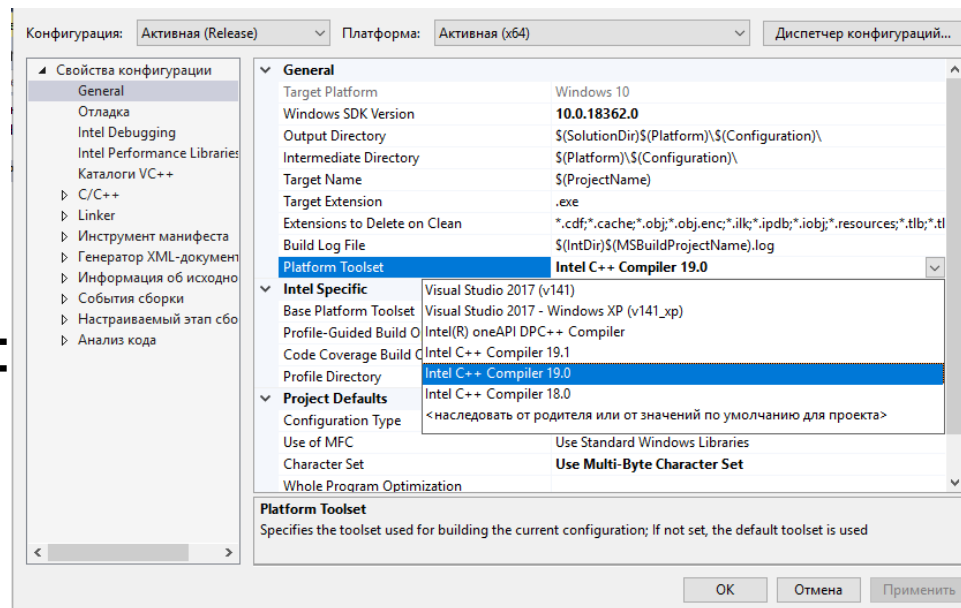 Конфигурация: Активная (Release) Платформа: Активная (x64) Диспетчер конфигураций...
Свойства конфигурации
General
Отладка
Intel Debugging
Intel Performance Libraries
Каталоги VC++
C/C++
Linker
Инструмент манифеста
Генератор XML-документ
Информация об исходно
События сборки
Настраиваемый этап сбо
Анализ кода
General
Target Platform Windows 10
Windows SDK Version 10.0.18362.0
Output Directory $(SolutionDir)$(Platform)\$(Configuration)\
Intermediate Directory $(Platform)\$(Configuration)\
Target Name $(ProjectName)
Target Extension .exe
Extensions to Delete on Clean *.cdf;*.cache;*.obj;*.obj.enc;*.ilk;*.ipdb;*.iobj;*.resources;*.tlb;*.tl
Build Log File $(IntDir)$(MSBuildProjectName).log
Platform Toolset Intel C++ Compiler 19.0
Intel Specific
Base Platform Toolset
Profile-Guided Build O
Code Coverage Build C
Profile Directory
Visual Studio 2017 (v141)
Visual Studio 2017 - Windows XP (v141_xp)
Intel(R) oneAPI DPC++ Compiler
Intel C++ Compiler 19.1
Intel C++ Compiler 19.0
Intel C++ Compiler 18.0
<наследовать от родителя или от значений по умолчанию для проекта>
Project Defaults
Configuration Type
Use of MFC Use Standard Windows Libraries
Character Set Use Multi-Byte Character Set
Whole Program Optimization
Platform Toolset
Specifies the toolset used for building the current configuration; If not set, the default toolset is used
OK Отмена Применить